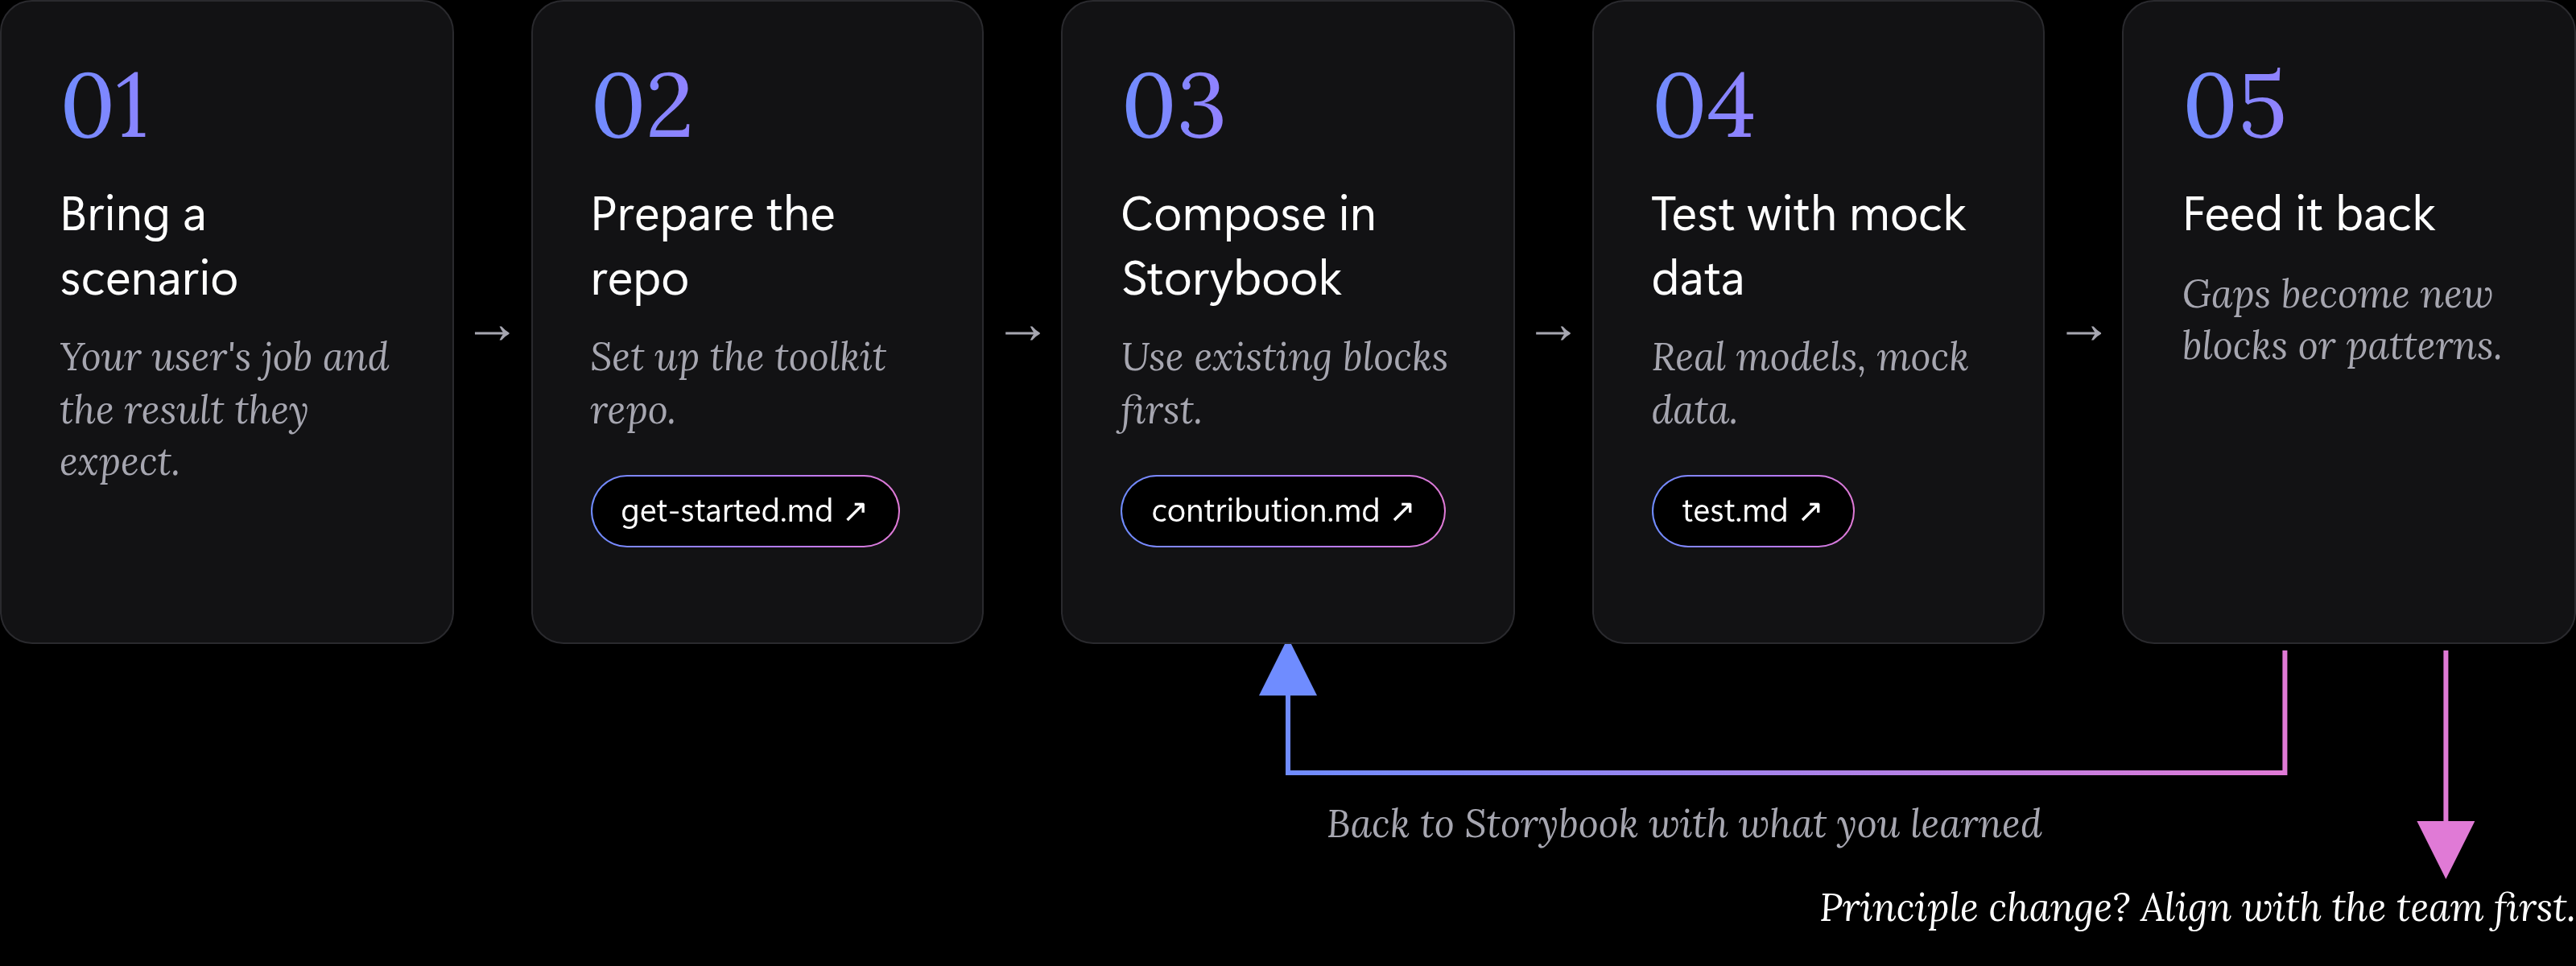 01
Bring a
scenario
Your user's job and
the result they
expect.
→
02
Prepare the
repo
Set up the toolkit
repo.
get-started.md ↗
→
03
Compose in
Storybook
Use existing blocks
first.
contribution.md ↗
→
04
Test with mock
data
Real models, mock
data.
test.md ↗
→
05
Feed it back
Gaps become new
blocks or patterns.
Back to Storybook with what you learned
Principle change? Align with the team first.